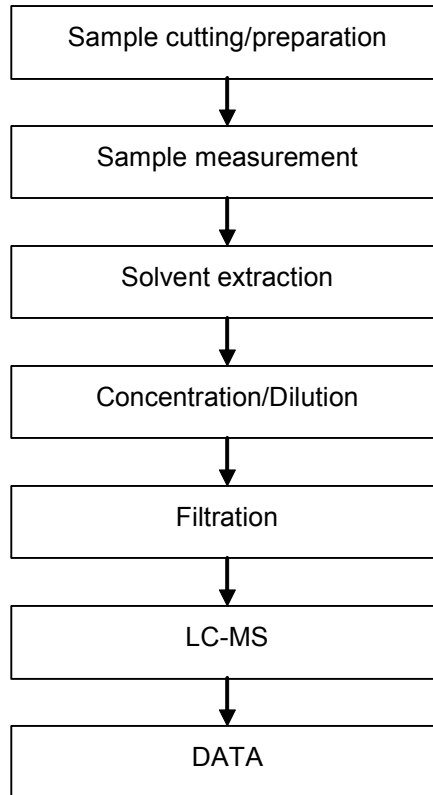 Sample cutting/preparation
Sample measurement
Solvent extraction
Concentration/Dilution
Filtration
LC-MS
DATA